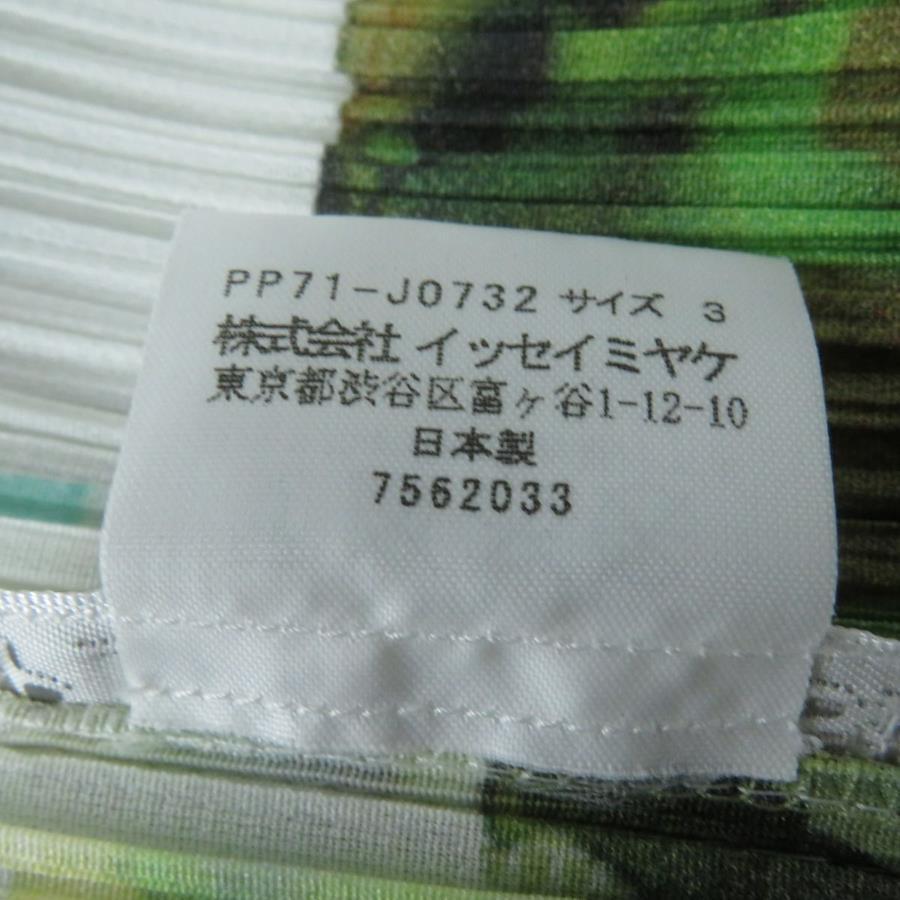 PP71-J0732 サイズ 3
株式会社 イッセイミヤケ
東京都渋谷区富ヶ谷1-12-10
日本製
7562033